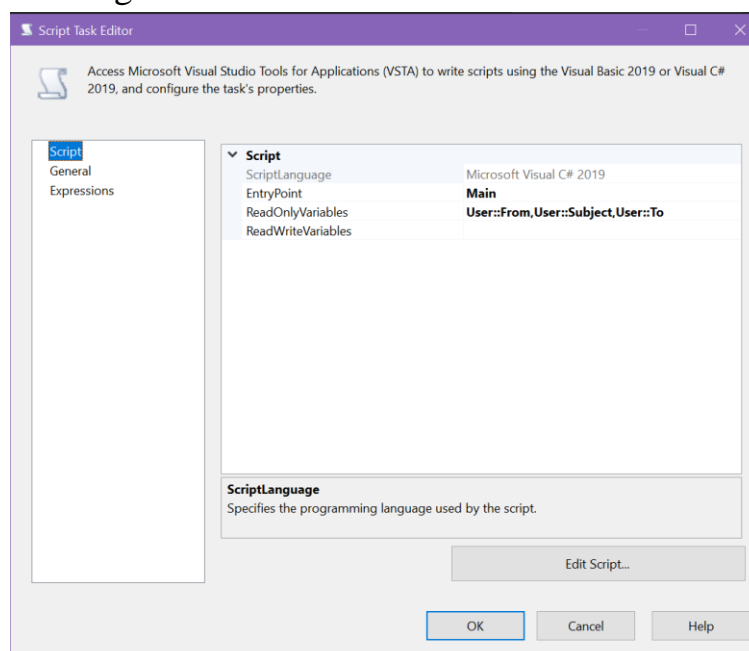 Script Task Editor
Access Microsoft Visual Studio Tools for Applications (VSTA) to write scripts using the Visual Basic 2019 or Visual C#
2019, and configure the task's properties.
Script
General
Expressions
Script
ScriptLanguage Microsoft Visual C# 2019
EntryPoint Main
ReadOnlyVariables User::From,User::Subject,User::To
ReadWriteVariables
ScriptLanguage
Specifies the programming language used by the script.
Edit Script...
OK Cancel Help